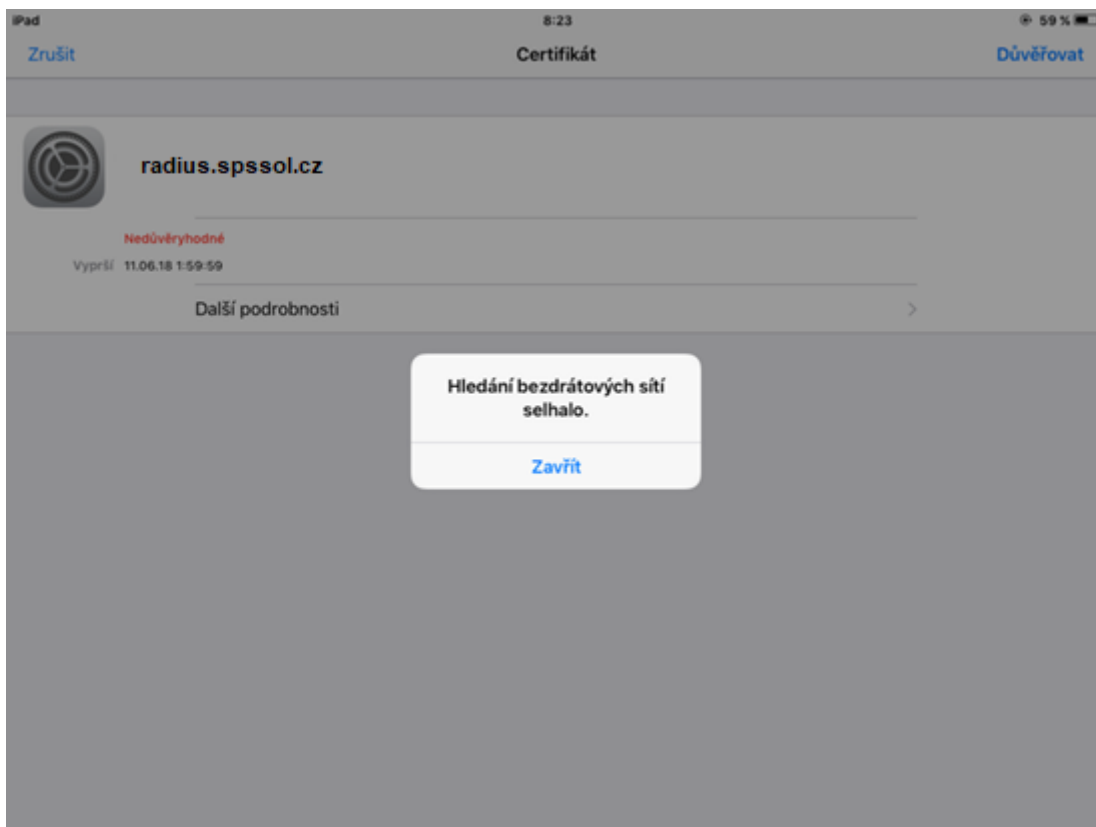 iPad 8:23 59 %
Zrušit Certifikát Důvěřovat
radius.spssol.cz
Nedůvěryhodné
Vyprší 11.06.18 1:59:59
Další podrobnosti
Hledání bezdrátových sítí
selhalo.
Zavřít